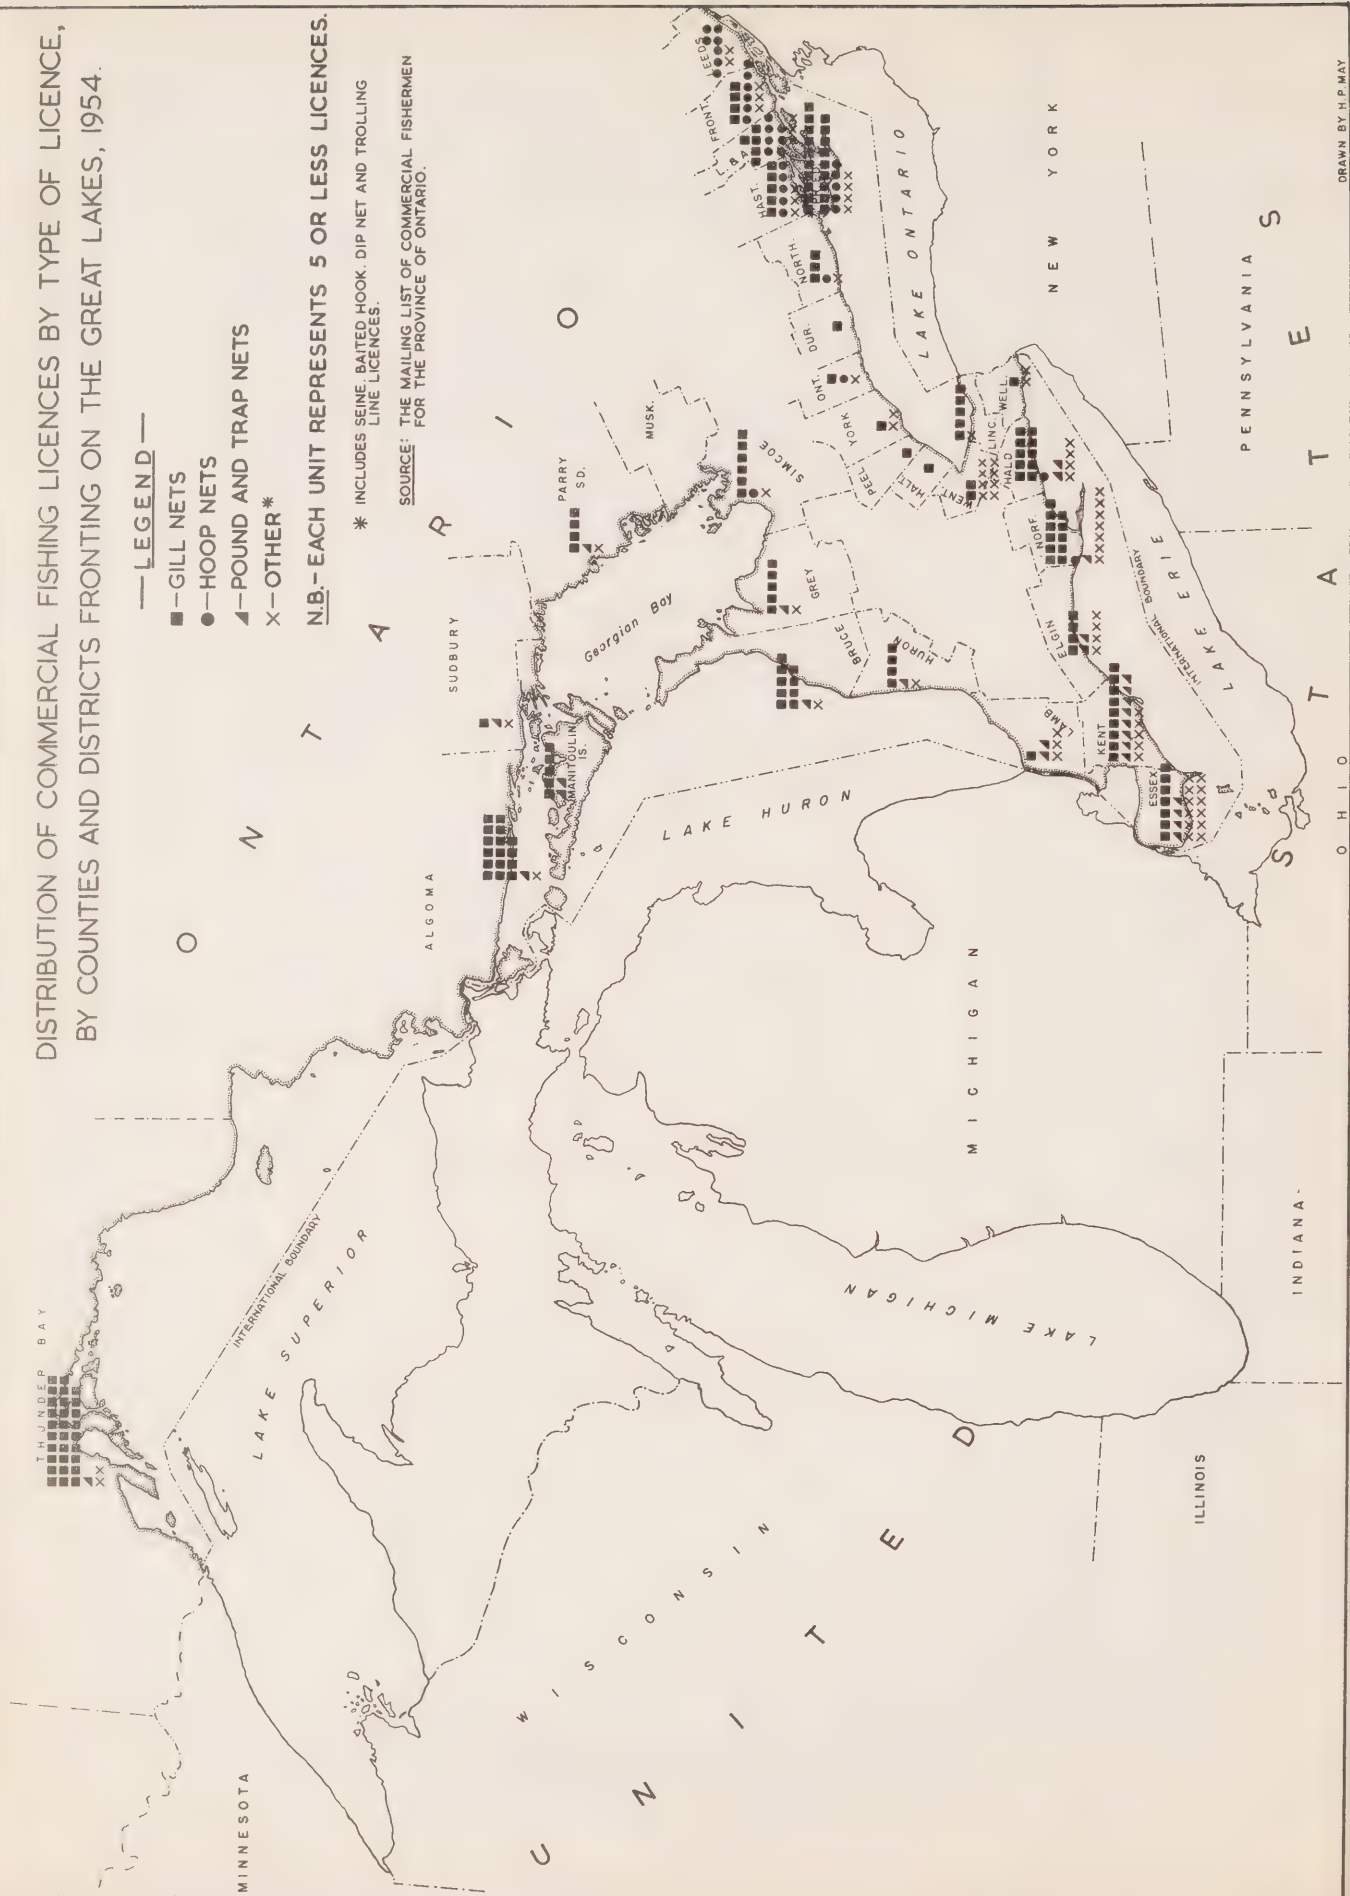 DISTRIBUTION OF COMMERCIAL FISHING LICENCES BY TYPE OF LICENCE,
BY COUNTIES AND DISTRICTS FRONTING ON THE GREAT LAKES, 1954.
—LEGEND—
■—GILL NETS
●—HOOP NETS
◢—POUND AND TRAP NETS
X—OTHER*
N.B.—EACH UNIT REPRESENTS 5 OR LESS LICENCES.
* INCLUDES SEINE, BAITED HOOK, DIP NET AND TROLLING
LINE LICENCES.
SOURCE: THE MAILING LIST OF COMMERCIAL FISHERMEN
FOR THE PROVINCE OF ONTARIO.
THUNDER BAY
ONTARIO
ALGOMA
SUDBURY
MANITOULIN
IS.
PARRY
SD.
MUSK.
SIMCOE
Georgian Bay
GREY
BRUCE
HURON
LAMB.
KENT
ESSEX
ELGIN
NORF.
HALD.
WELL.
LINC.
WENT.
HALT.
PEEL
YORK
ONT.
DUR.
NORTH.
HAST.
FRONT.
LEEDS
LAKE ONTARIO
LAKE ERIE
INTERNATIONAL BOUNDARY
LAKE HURON
LAKE MICHIGAN
LAKE SUPERIOR
INTERNATIONAL BOUNDARY
MINNESOTA
WISCONSIN
MICHIGAN
ILLINOIS
INDIANA
OHIO
PENNSYLVANIA
NEW YORK
UNITED STATES
DRAWN BY H.P.MAY